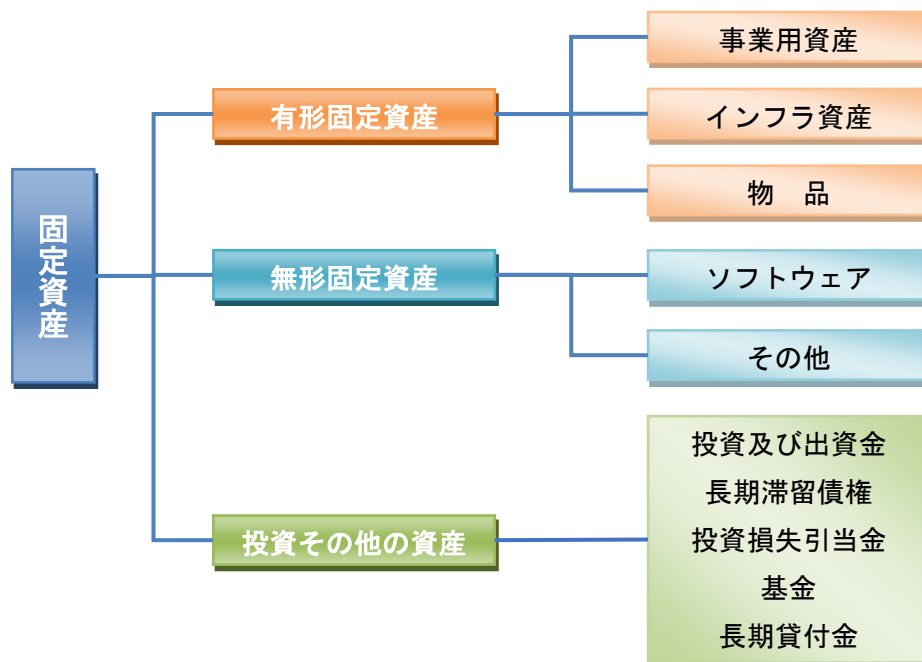 固定資産
有形固定資産
事業用資産
インフラ資産
物　品
無形固定資産
ソフトウェア
その他
投資その他の資産
投資及び出資金
長期滞留債権
投資損失引当金
基金
長期貸付金